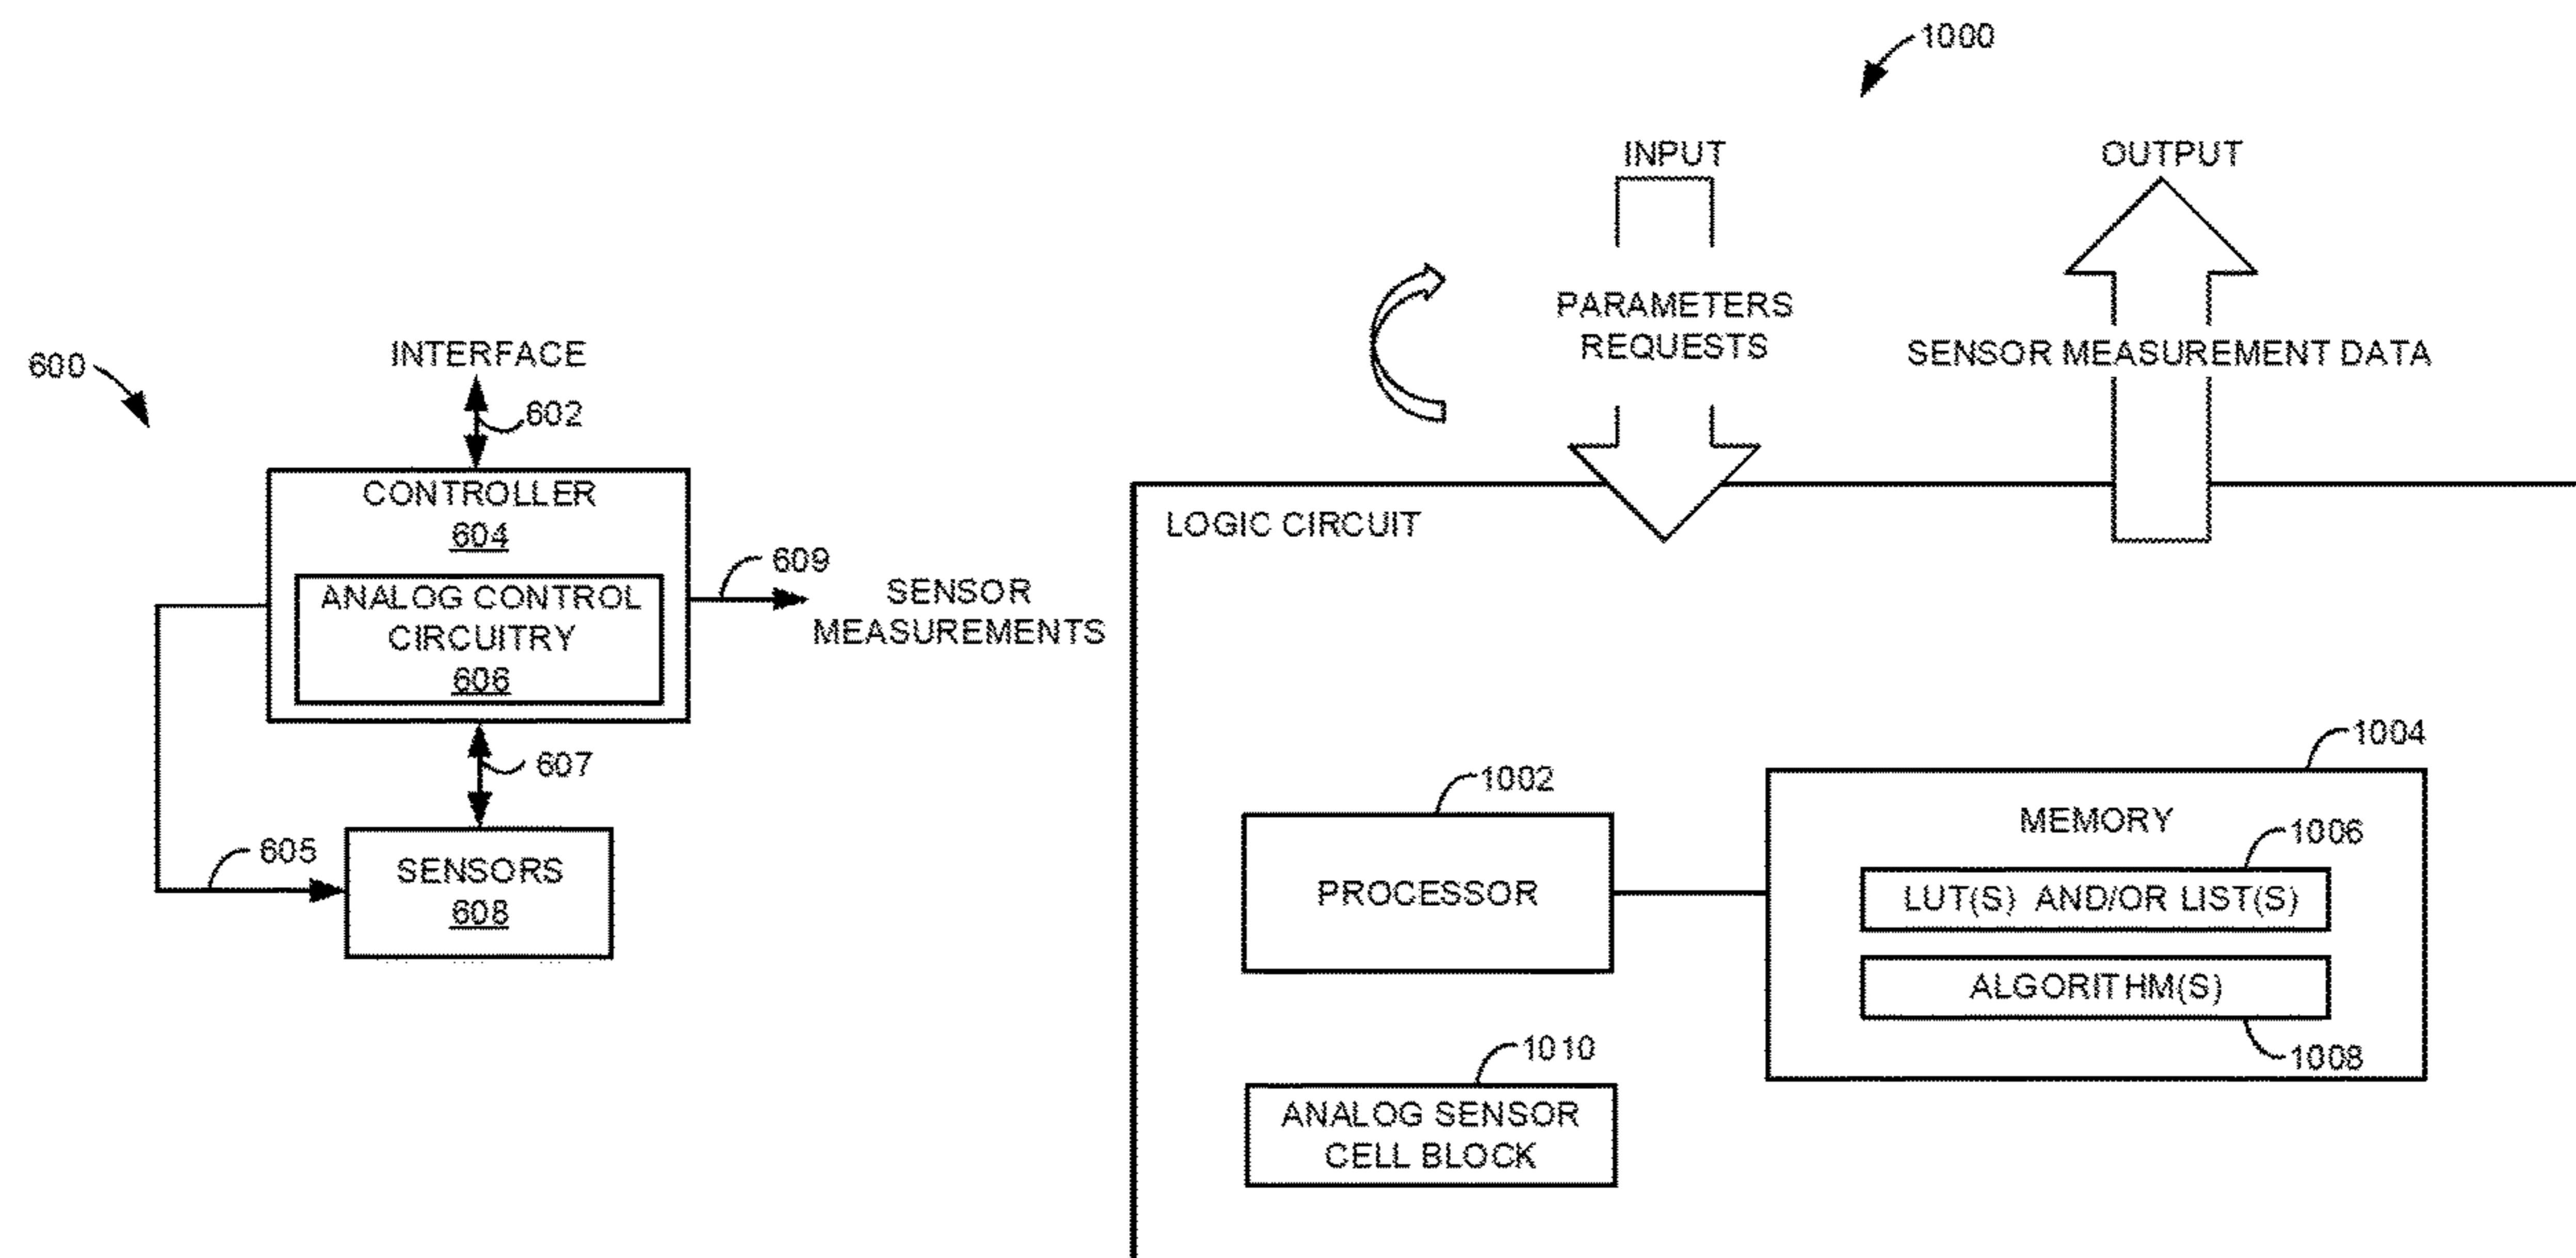 600
INTERFACE
602
CONTROLLER
604
ANALOG CONTROL
CIRCUITRY
606
609
SENSOR
MEASUREMENTS
607
605
SENSORS
608
1000
INPUT
OUTPUT
PARAMETERS
REQUESTS
SENSOR MEASUREMENT DATA
LOGIC CIRCUIT
1002
PROCESSOR
1004
MEMORY
1006
LUT(S) AND/OR LIST(S)
ALGORITHM(S)
1008
1010
ANALOG SENSOR
CELL BLOCK